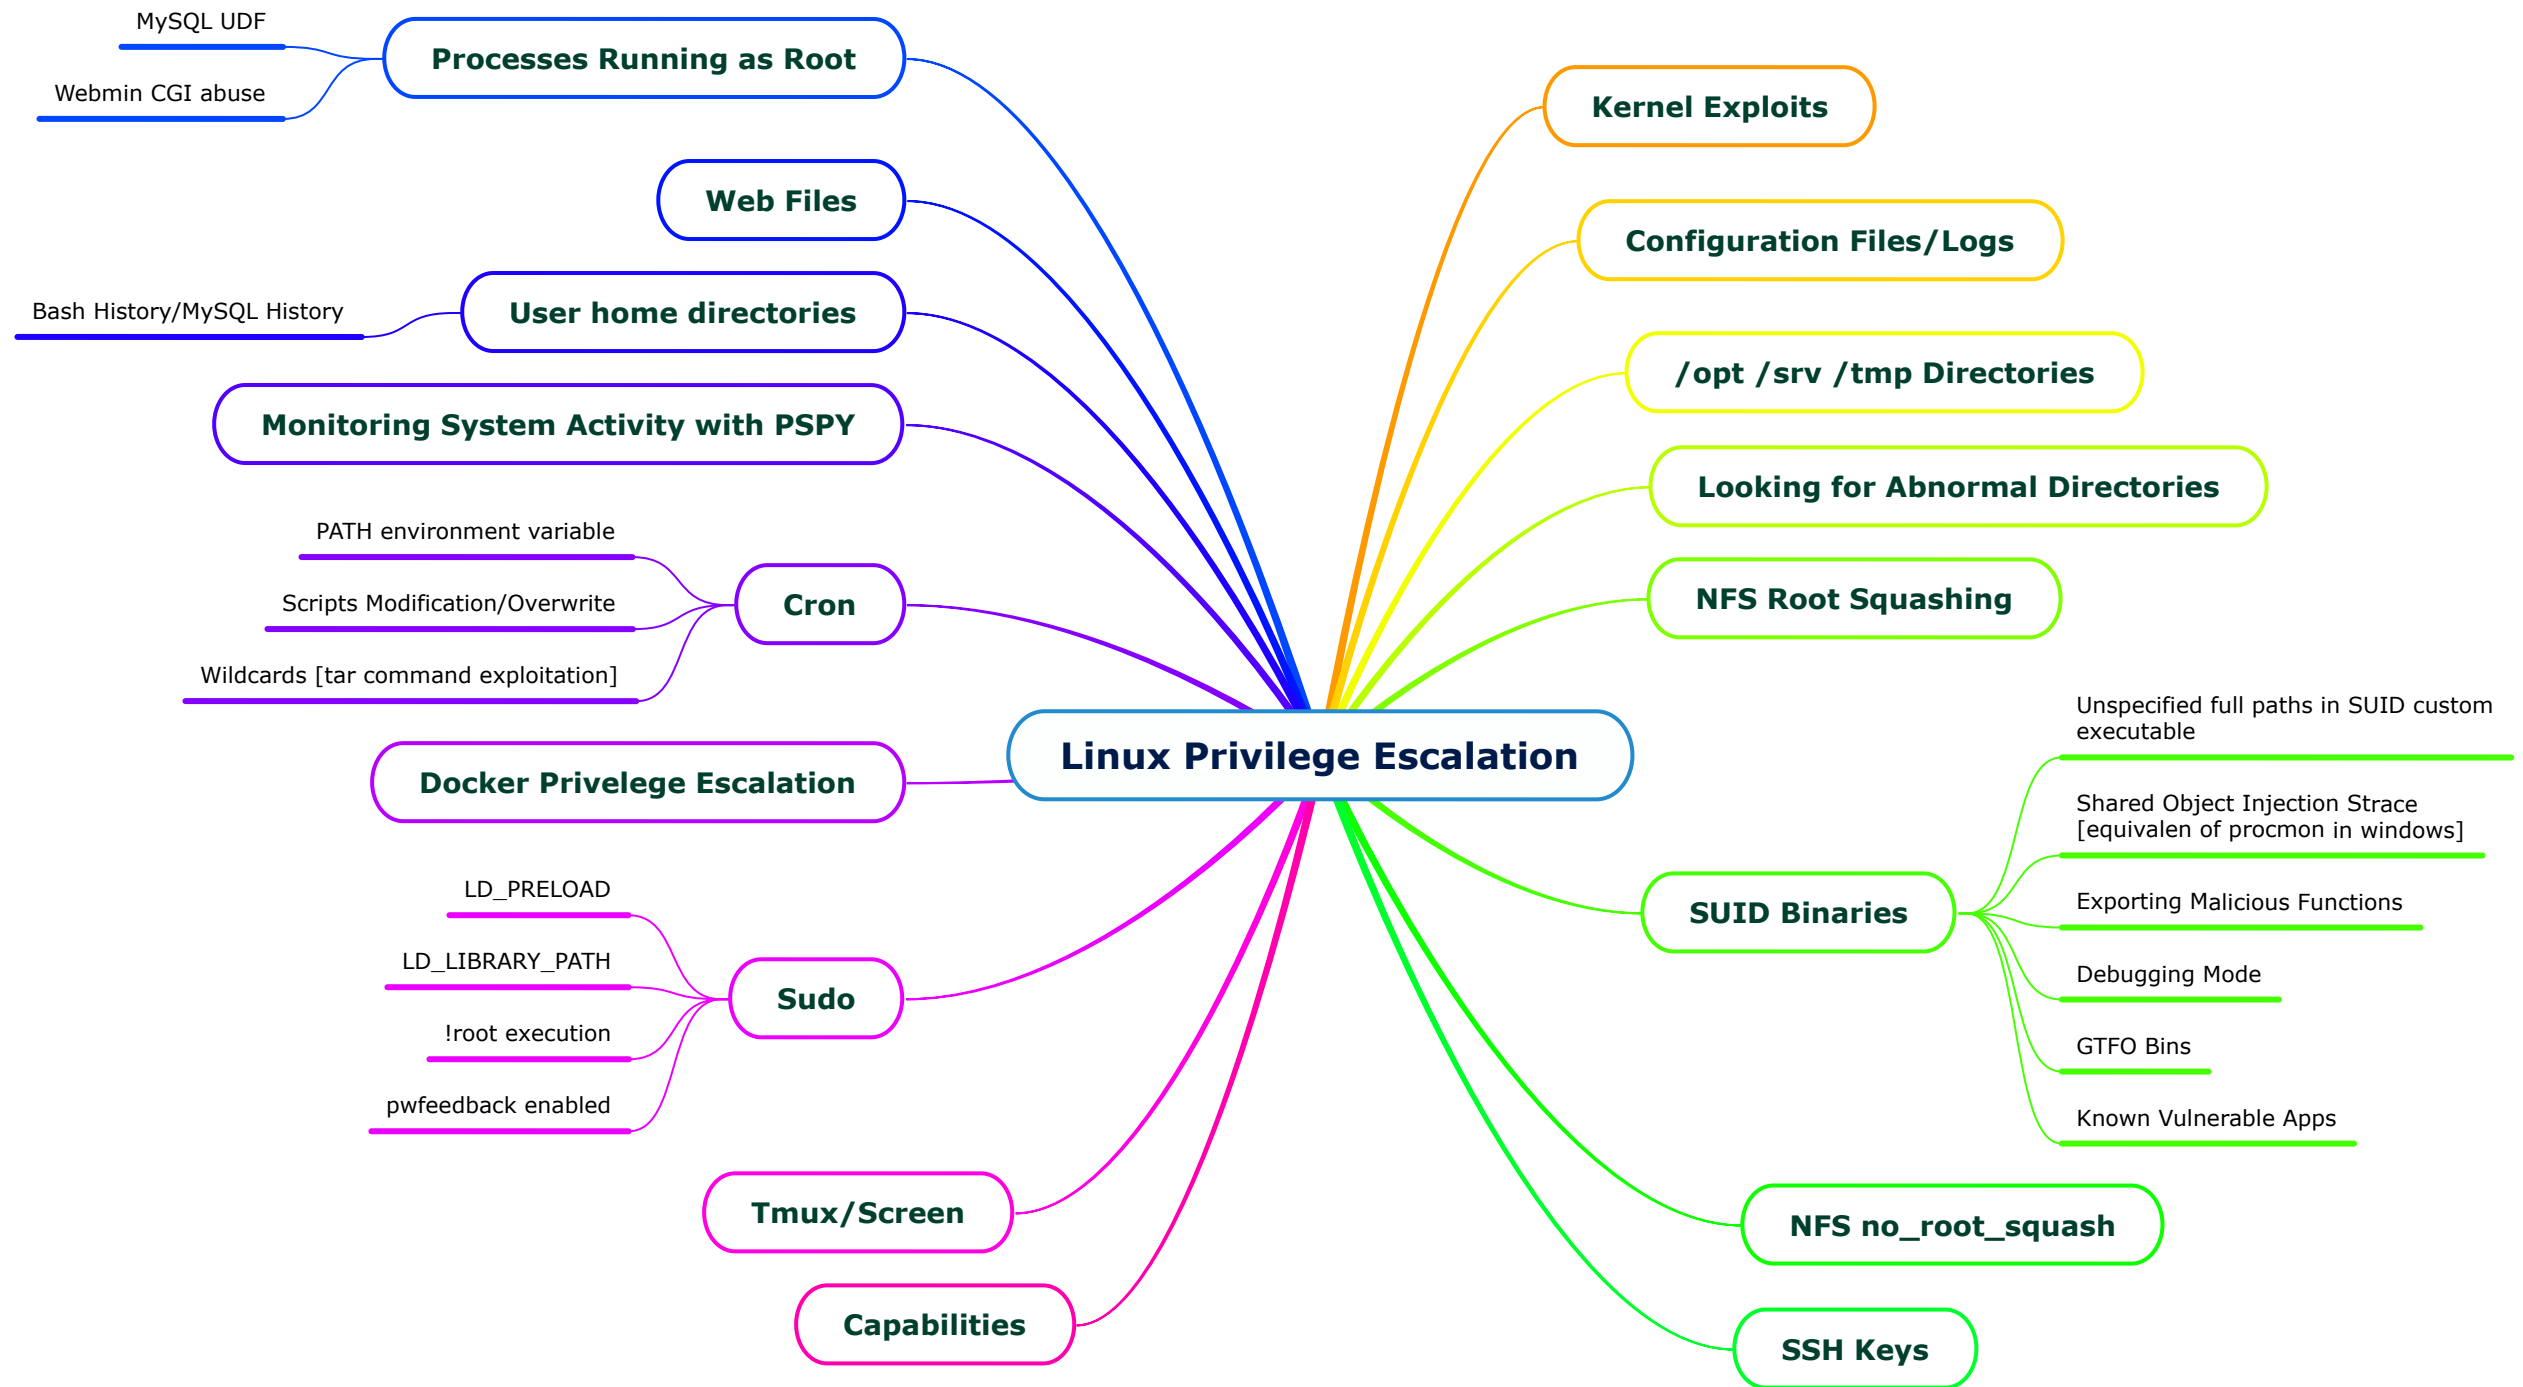 Linux Privilege Escalation
Processes Running as Root
MySQL UDF
Webmin CGI abuse
Web Files
User home directories
Bash History/MySQL History
Monitoring System Activity with PSPY
Cron
PATH environment variable
Scripts Modification/Overwrite
Wildcards [tar command exploitation]
Docker Privelege Escalation
Sudo
LD_PRELOAD
LD_LIBRARY_PATH
!root execution
pwfeedback enabled
Tmux/Screen
Capabilities
Kernel Exploits
Configuration Files/Logs
/opt /srv /tmp Directories
Looking for Abnormal Directories
NFS Root Squashing
SUID Binaries
Unspecified full paths in SUID custom
executable
Shared Object Injection Strace
[equivalen of procmon in windows]
Exporting Malicious Functions
Debugging Mode
GTFO Bins
Known Vulnerable Apps
NFS no_root_squash
SSH Keys